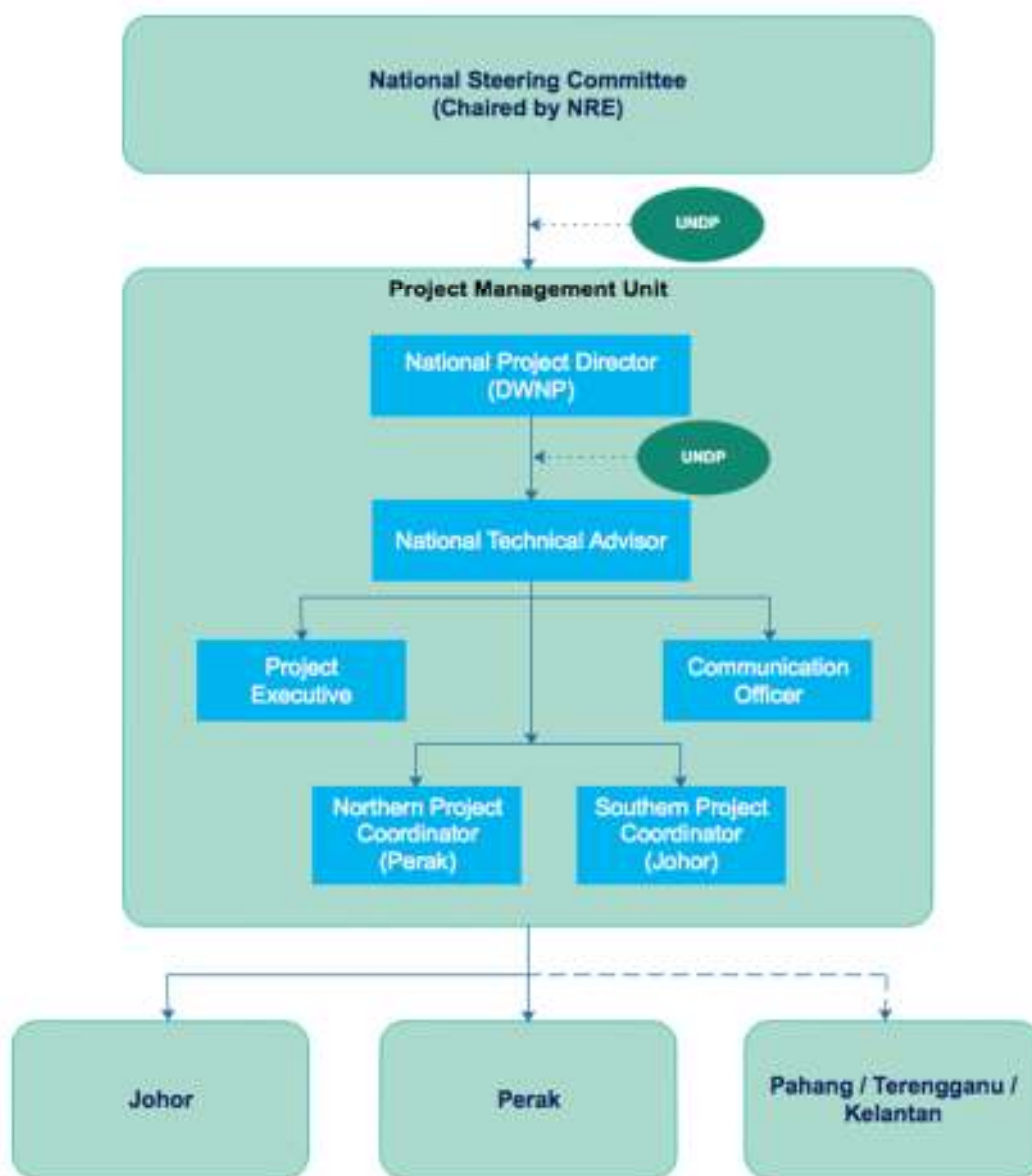 National Steering Committee
(Chaired by NRE)
UNDP
Project Management Unit
National Project Director
(DWNP)
UNDP
National Technical Advisor
Project
Executive
Communication
Officer
Northern Project
Coordinator
(Perak)
Southern Project
Coordinator
(Johor)
Johor
Perak
Pahang / Terengganu /
Kelantan